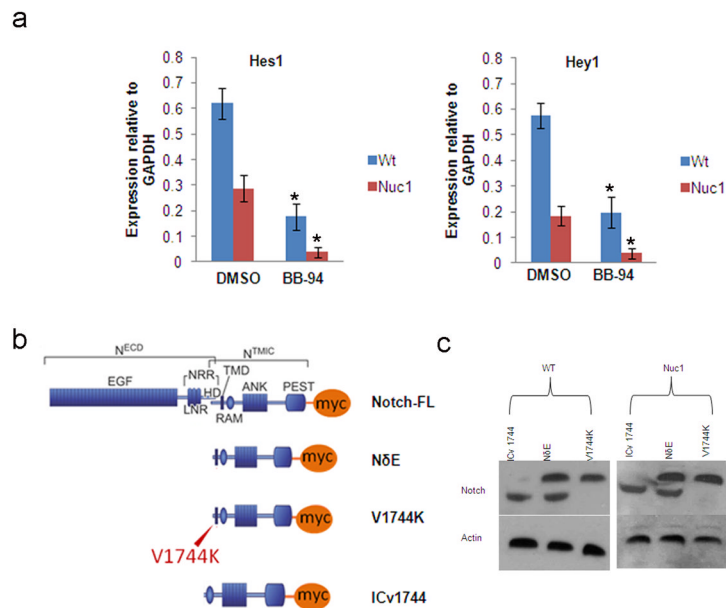 a
Hes1
Expression relative to
GAPDH
0.8
0.7
0.6
0.5
0.4
0.3
0.2
0.1
0
* *
DMSO BB-94
Wt
Nuc1
Hey1
Expression relative to
GAPDH
0.8
0.7
0.6
0.5
0.4
0.3
0.2
0.1
0
* *
DMSO BB-94
Wt
Nuc1
b
N^ECD N^TMIC
EGF NRR TMD ANK PEST
LNR HD RAM myc Notch-FL
myc NδE
myc V1744K
V1744K
myc ICv1744
c
WT Nuc1
ICv 1744 NδE V1744K ICv 1744 NδE V1744K
Notch
Actin